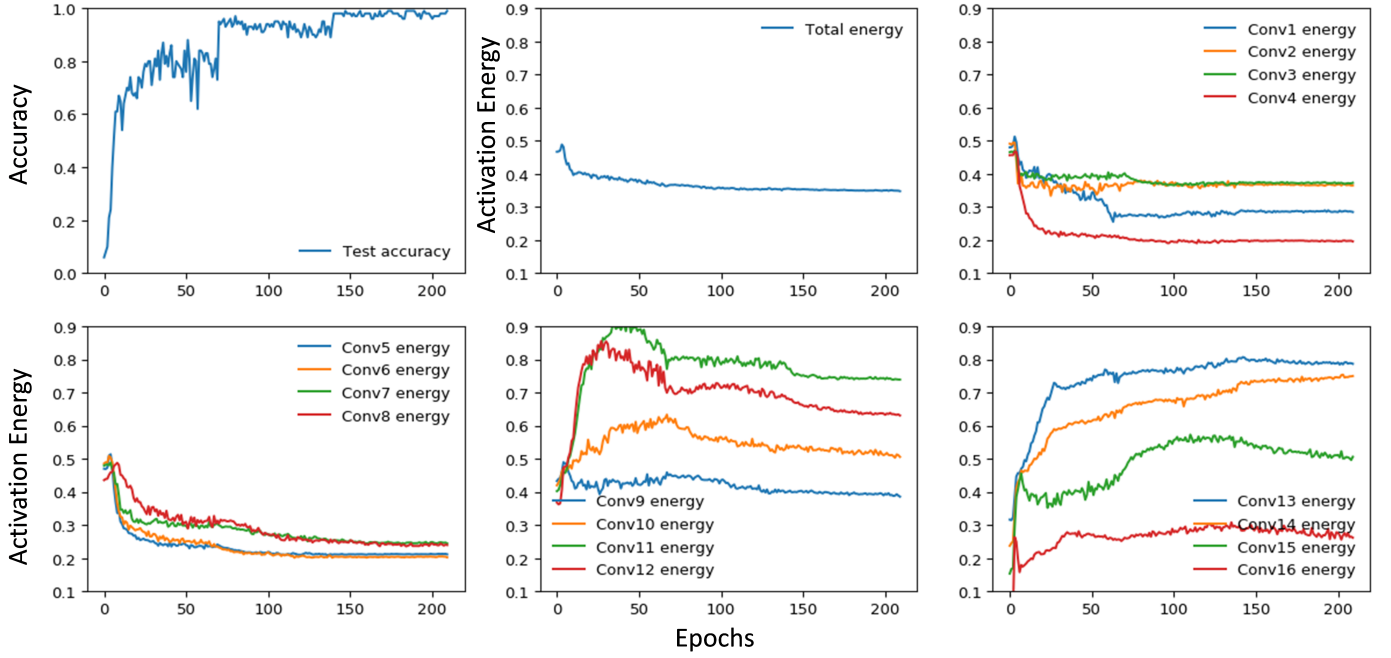 Accuracy
1.0
0.8
0.6
0.4
0.2
0.0
Test accuracy
0 50 100 150 200
Activation Energy
0.9
0.8
0.7
0.6
0.5
0.4
0.3
0.2
0.1
Total energy
0 50 100 150 200
0.9
0.8
0.7
0.6
0.5
0.4
0.3
0.2
0.1
Conv1 energy
Conv2 energy
Conv3 energy
Conv4 energy
0 50 100 150 200
Activation Energy
0.9
0.8
0.7
0.6
0.5
0.4
0.3
0.2
0.1
Conv5 energy
Conv6 energy
Conv7 energy
Conv8 energy
0 50 100 150 200
0.9
0.8
0.7
0.6
0.5
0.4
0.3
0.2
0.1
Conv9 energy
Conv10 energy
Conv11 energy
Conv12 energy
0 50 100 150 200
0.9
0.8
0.7
0.6
0.5
0.4
0.3
0.2
0.1
Conv13 energy
Conv14 energy
Conv15 energy
Conv16 energy
0 50 100 150 200
Epochs